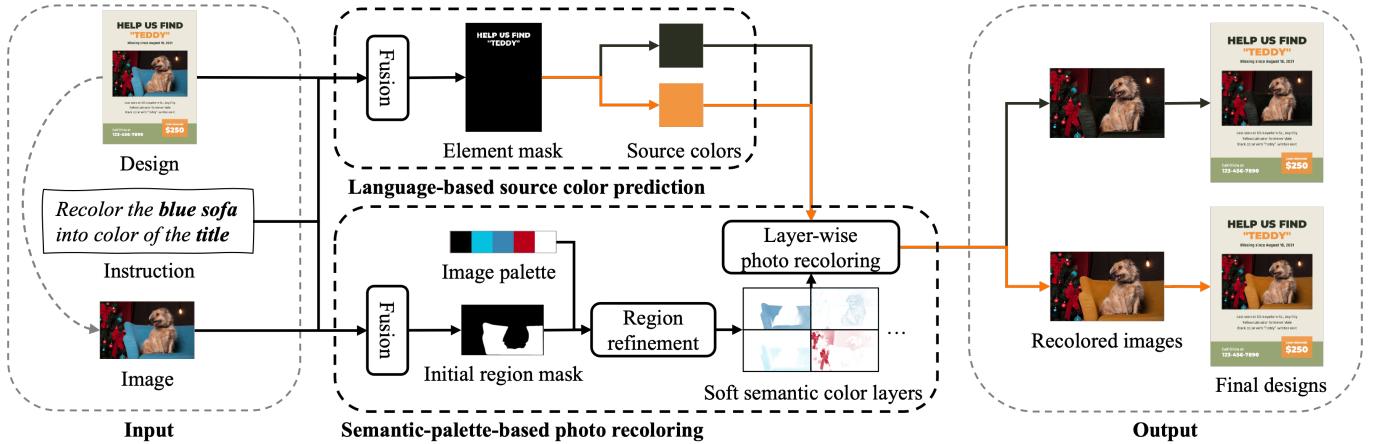 HELP US FIND
"TEDDY"
Missing since August 18, 2021
$250
123-456-7890
Design
Recolor the blue sofa
into color of the title
Instruction
Image
Input
Fusion
HELP US FIND
"TEDDY"
Element mask
Source colors
Language-based source color prediction
Image palette
Fusion
Initial region mask
Region
refinement
Layer-wise
photo recoloring
...
Soft semantic color layers
Semantic-palette-based photo recoloring
Recolored images
HELP US FIND
"TEDDY"
Missing since August 18, 2021
$250
123-456-7890
HELP US FIND
"TEDDY"
Missing since August 18, 2021
$250
123-456-7890
Final designs
Output